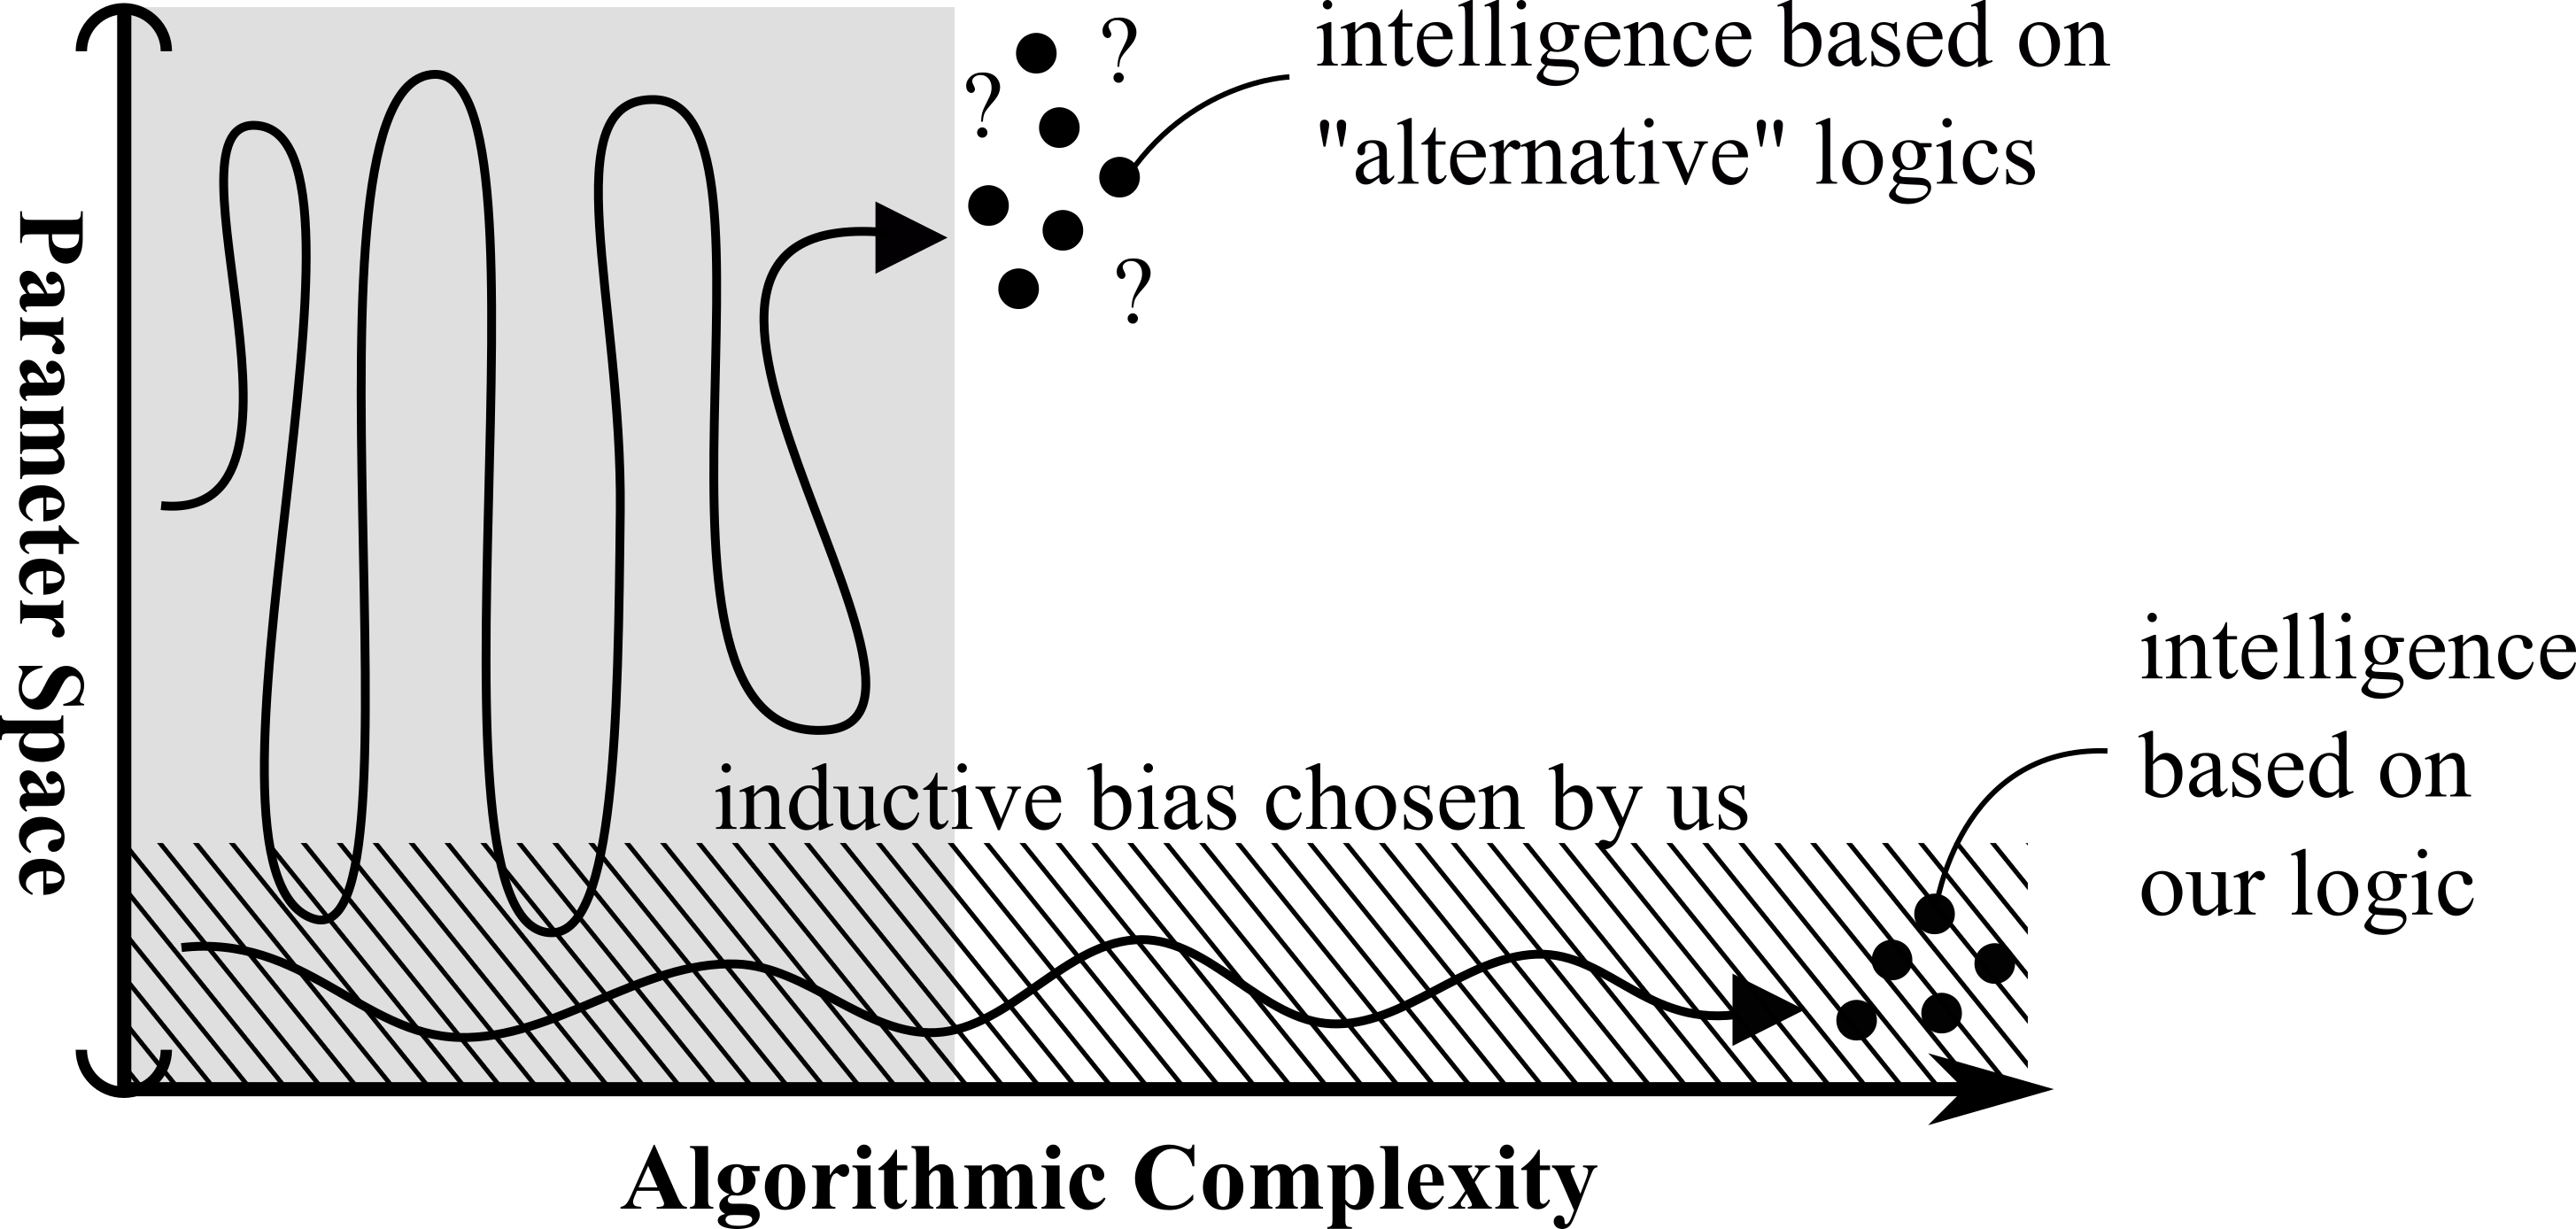 ?
?
intelligence based on
"alternative" logics
?
Parameter Space
intelligence
based on
our logic
inductive bias chosen by us
Algorithmic Complexity